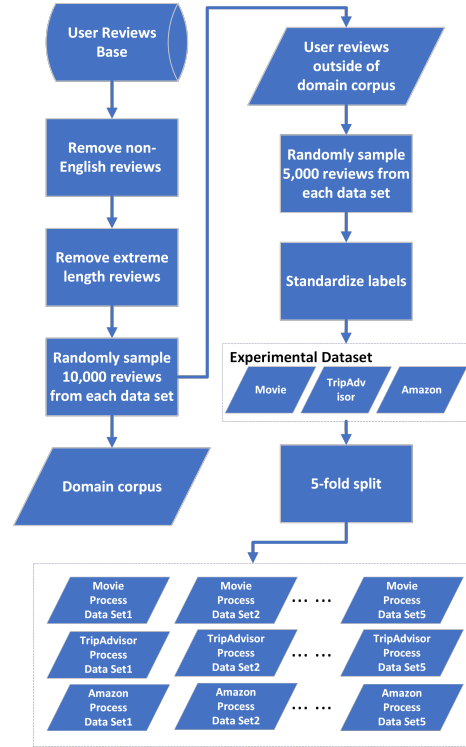 User Reviews
Base
Remove non-
English reviews
Remove extreme
length reviews
Randomly sample
10,000 reviews
from each data set
Domain corpus
User reviews
outside of
domain corpus
Randomly sample
5,000 reviews from
each data set
Standardize labels
Experimental Dataset
Movie
TripAdv
isor
Amazon
5-fold split
Movie
Process
Data Set1
Movie
Process
Data Set2
... ...
Movie
Process
Data Set5
TripAdvisor
Process
Data Set1
TripAdvisor
Process
Data Set2
... ...
TripAdvisor
Process
Data Set5
Amazon
Process
Data Set1
Amazon
Process
Data Set2
... ...
Amazon
Process
Data Set5